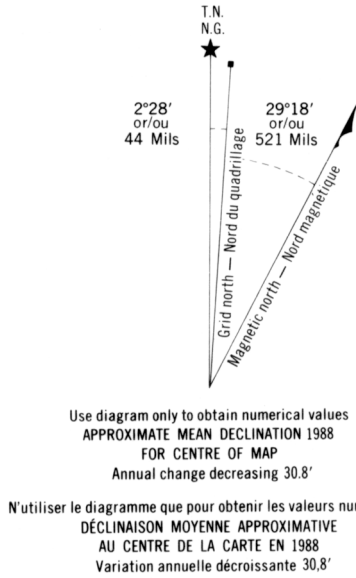 T.N.
N.G.
2°28′
or/ou
44 Mils
29°18′
or/ou
521 Mils
Grid north — Nord du quadrillage
Magnetic north — Nord magnetique
Use diagram only to obtain numerical values
APPROXIMATE MEAN DECLINATION 1988
FOR CENTRE OF MAP
Annual change decreasing 30.8′
N'utiliser le diagramme que pour obtenir les valeurs nu
DÉCLINAISON MOYENNE APPROXIMATIVE
AU CENTRE DE LA CARTE EN 1988
Variation annuelle décroissante 30,8′